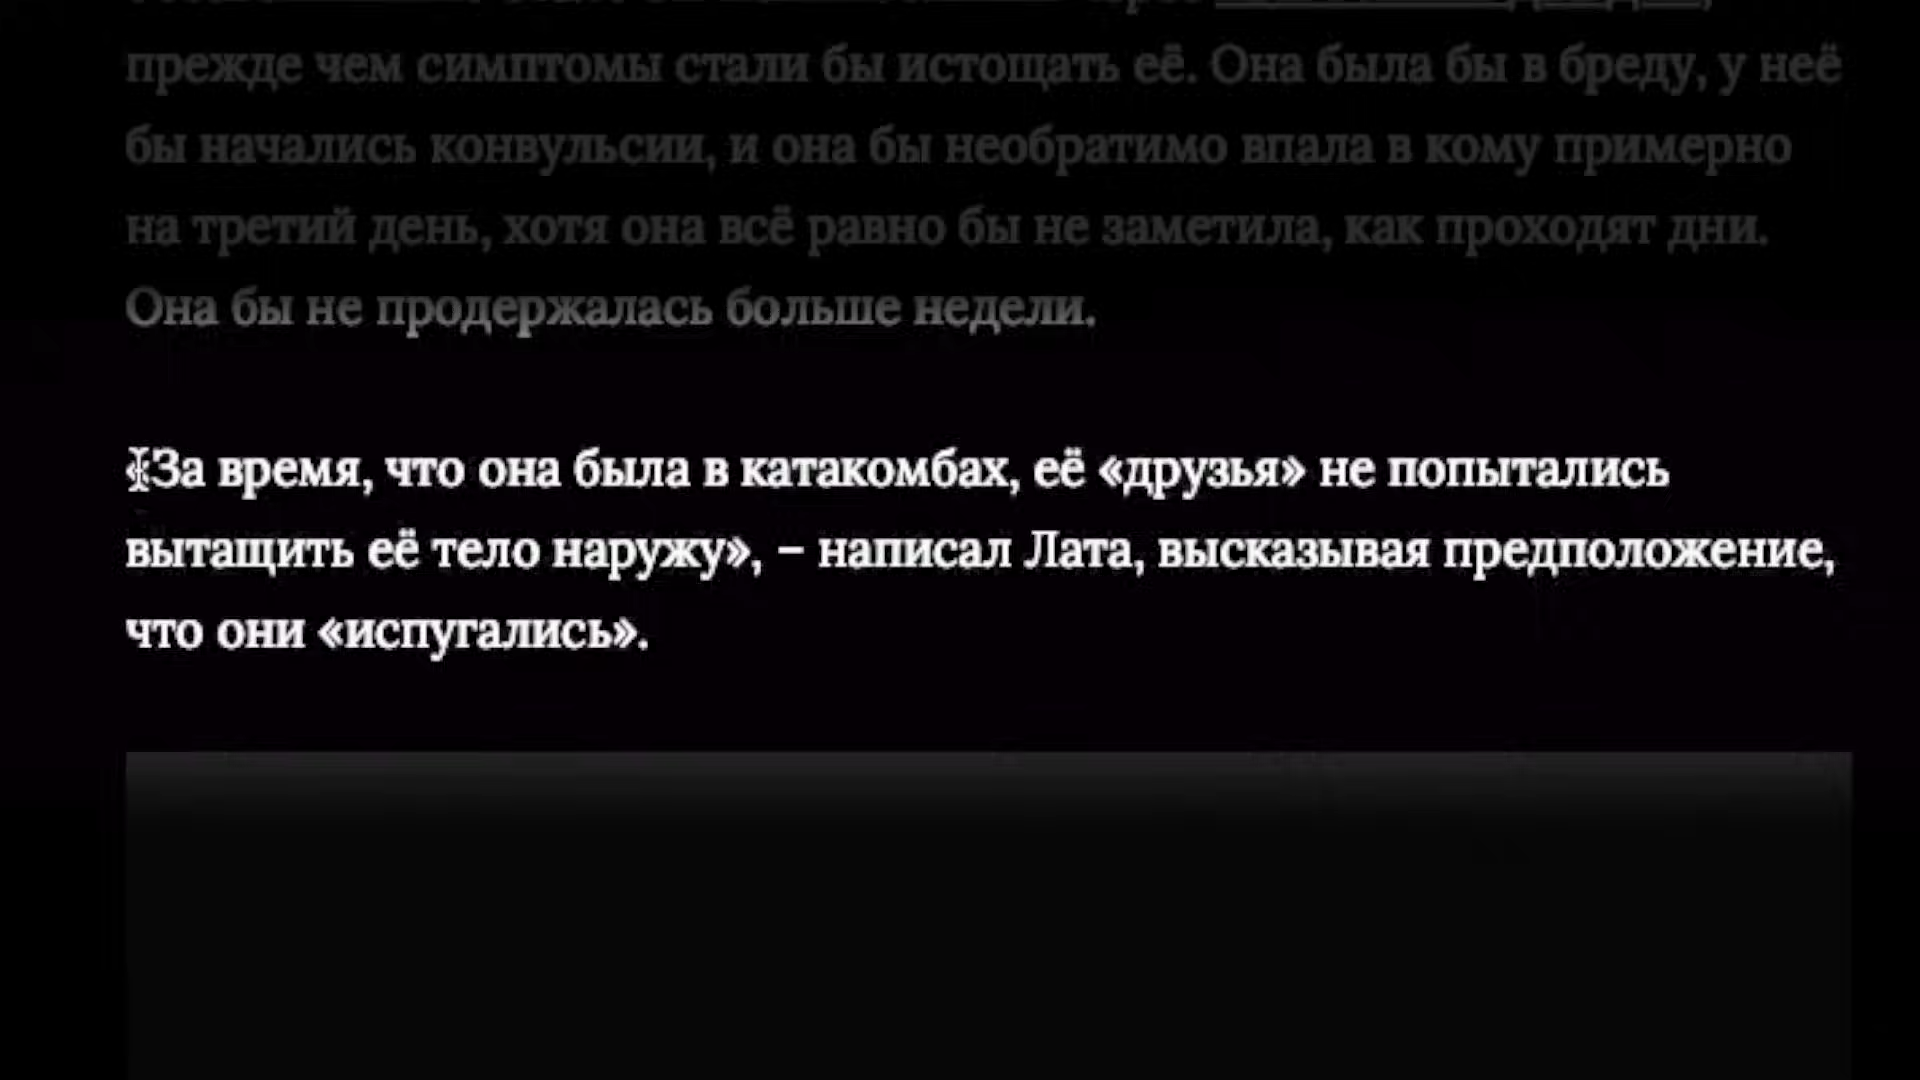 прежде чем симптомы стали бы истощать её. Она была бы в бреду, у неё
бы начались конвульсии, и она бы необратимо впала в кому примерно
на третий день, хотя она всё равно бы не заметила, как проходят дни.
Она бы не продержалась больше недели.
«За время, что она была в катакомбах, её «друзья» не попытались
вытащить её тело наружу», – написал Лата, высказывая предположение,
что они «испугались».